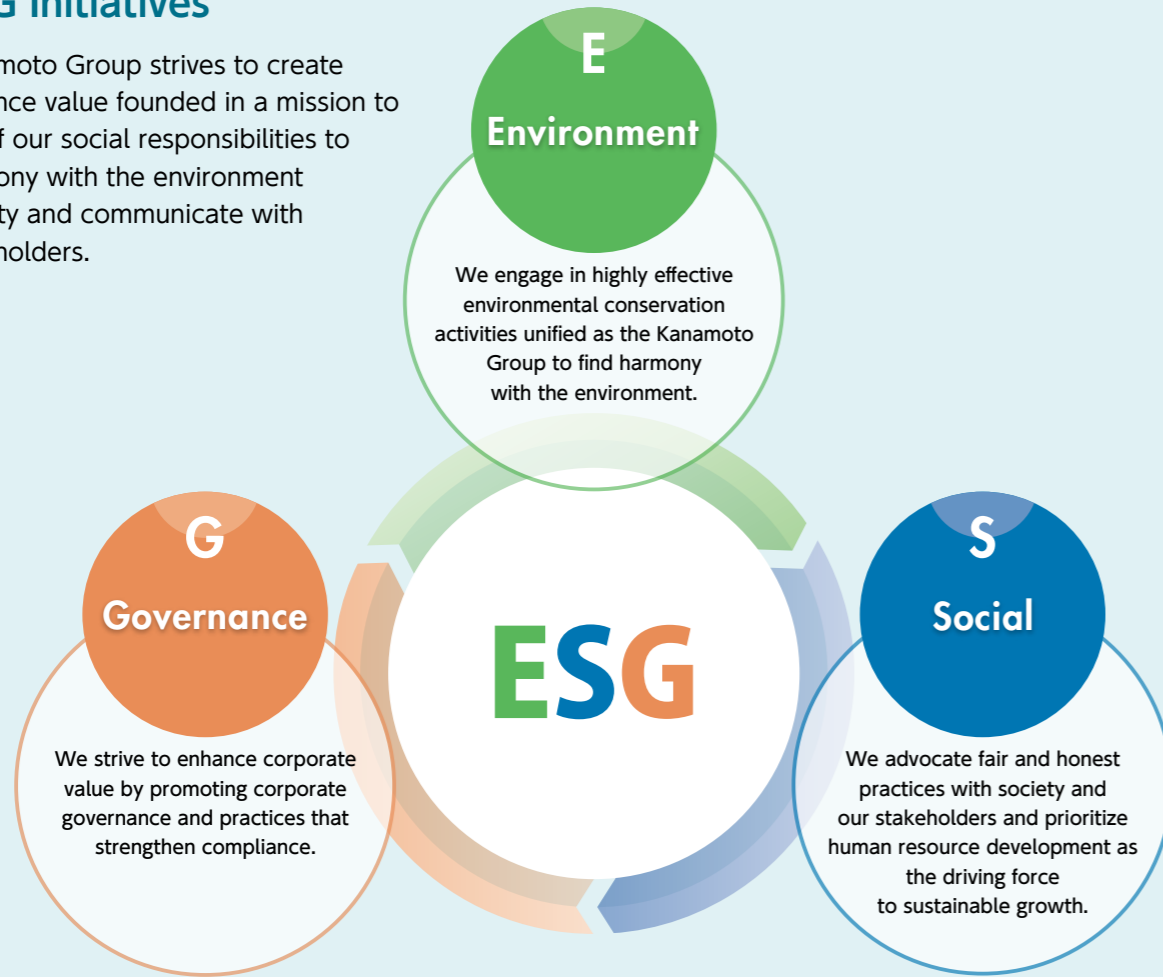 G Initiatives
moto Group strives to create
nce value founded in a mission to
f our social responsibilities to
ony with the environment
ty and communicate with
holders.
E
Environment
We engage in highly effective
environmental conservation
activities unified as the Kanamoto
Group to find harmony
with the environment.
G
Governance
We strive to enhance corporate
value by promoting corporate
governance and practices that
strengthen compliance.
ESG
S
Social
We advocate fair and honest
practices with society and
our stakeholders and prioritize
human resource development as
the driving force
to sustainable growth.